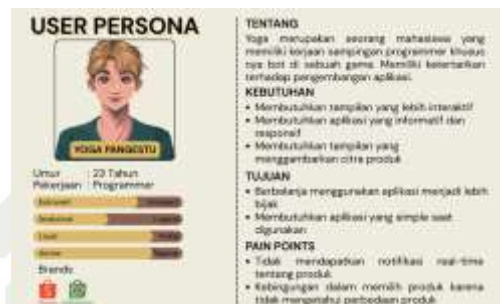 USER PERSONA
YOGA PANGESTU
Umur : 23 Tahun
Pekerjaan : Programmer
Brands
TENTANG
Yoga merupakan seorang mahasiswa yang
memiliki kerjaan sampingan programmer khusus
nya bot di sebuah game. Memiliki ketertarikan
terhadap pengembangan aplikasi.
KEBUTUHAN
• Membutuhkan tampilan yang lebih interaktif
• Membutuhkan aplikasi yang informatif dan
responsif
• Membutuhkan tampilan yang
menggambarkan citra produk
TUJUAN
• Berbelanja menggunakan aplikasi menjadi lebih
bijak
• Membutuhkan aplikasi yang simple saat
digunakan
PAIN POINTS
• Tidak mendapatkan notifikasi real-time
tentang produk
• Kebingungan dalam memilih produk karena
tidak mengetahui perbedaan produk